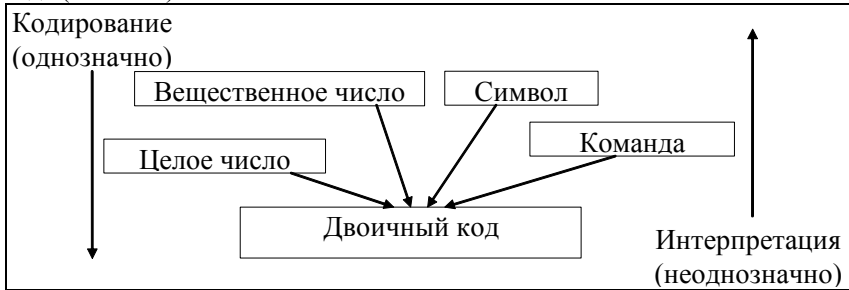 Кодирование
(однозначно)
Вещественное число
Символ
Целое число
Команда
Двоичный код
Интерпретация
(неоднозначно)